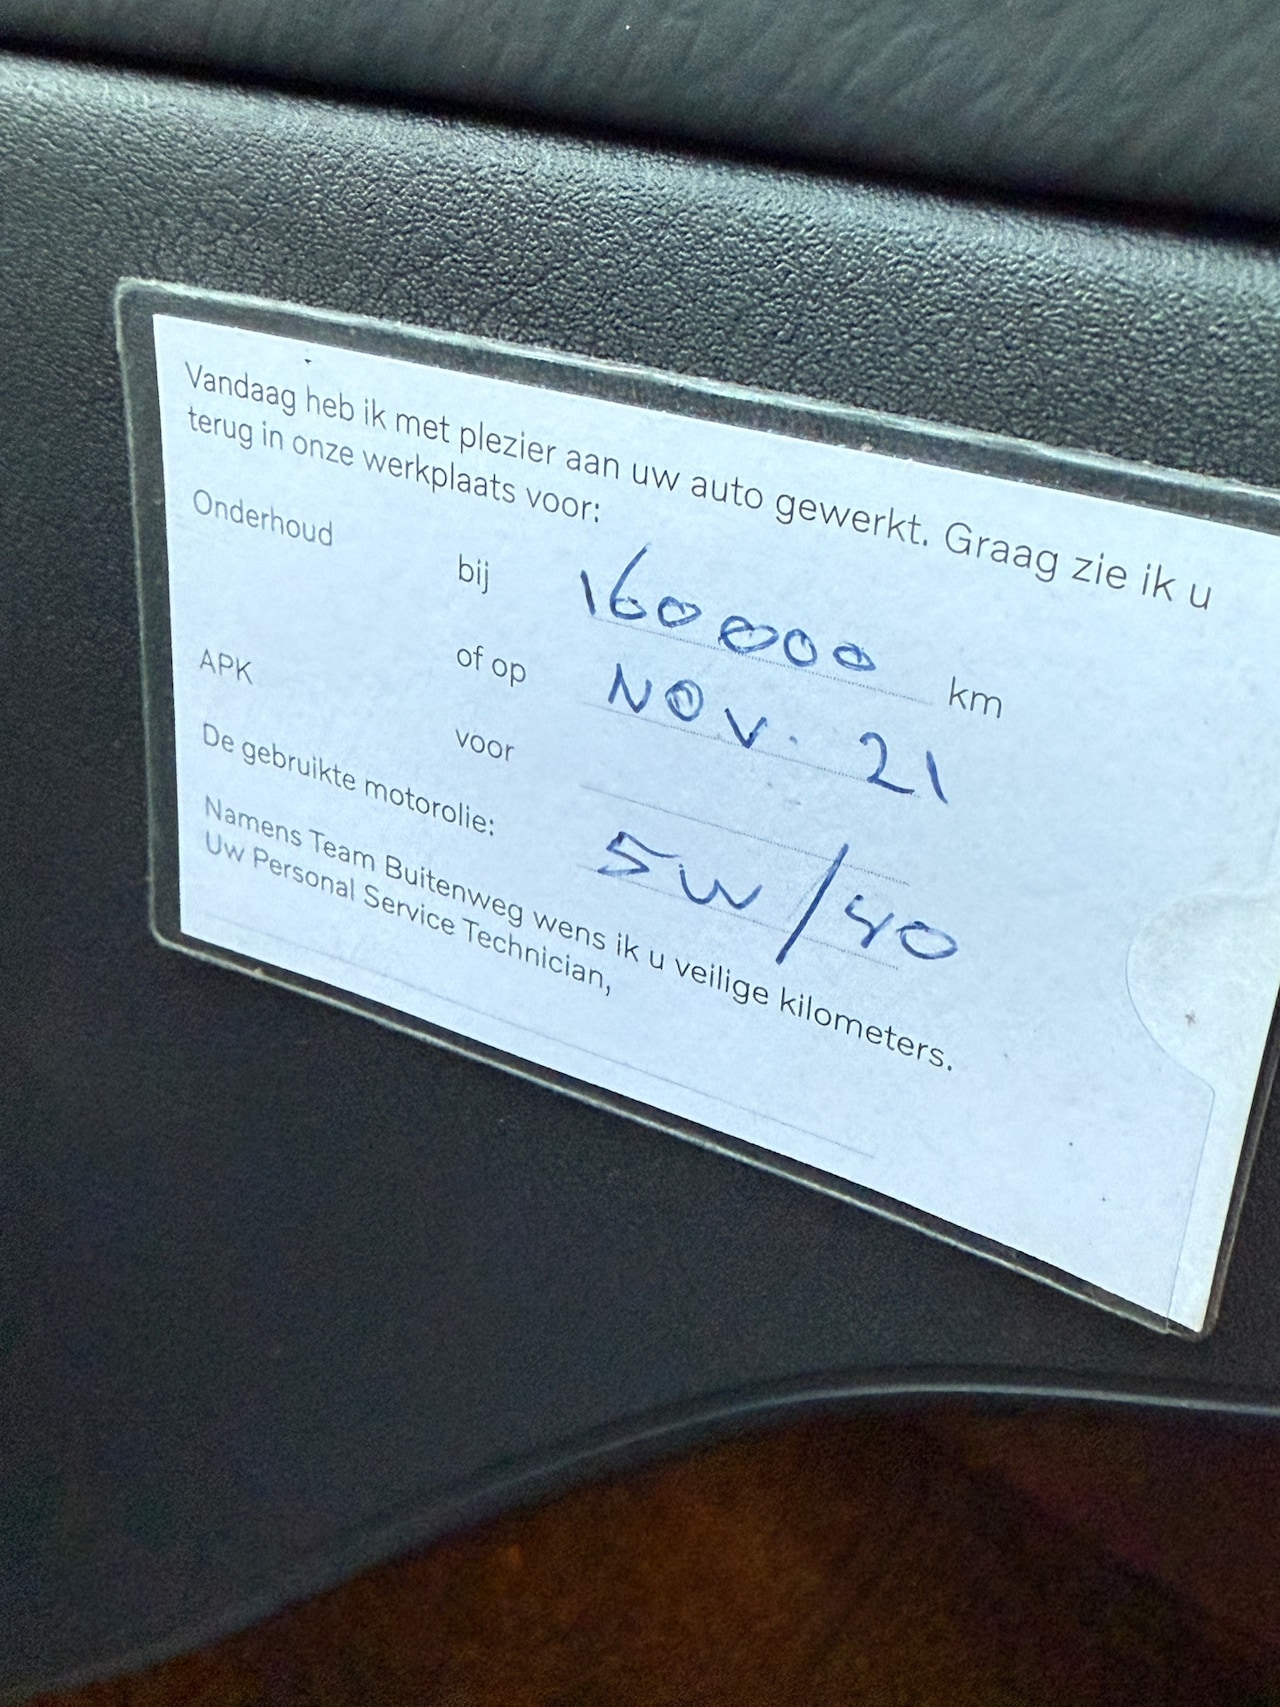 Vandaag heb ik met plezier aan uw auto gewerkt. Graag zie ik u
terug in onze werkplaats voor:
Onderhoud bij 160000 km
of op NOV. 21
APK voor
De gebruikte motorolie: 5W/40
Namens Team Buitenweg wens ik u veilige kilometers.
Uw Personal Service Technician,